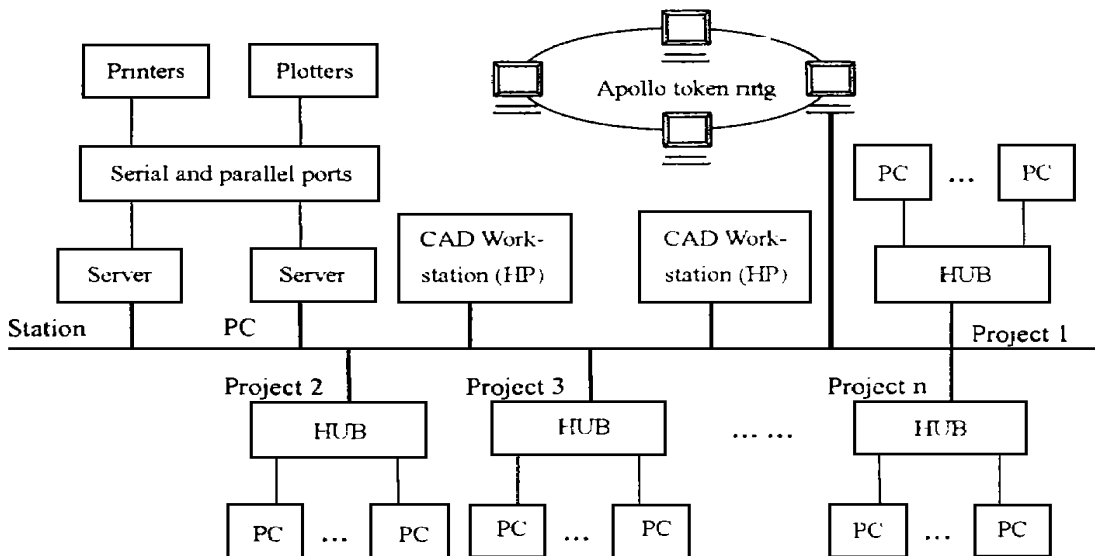 Printers
Plotters
Apollo token ring
Serial and parallel ports
PC
...
PC
CAD Work-
station (HP)
CAD Work-
station (HP)
Server
Server
HUB
Station
PC
Project 1
Project 2
Project 3
Project n
HUB
HUB
... ...
HUB
PC
...
PC
PC
...
PC
PC
...
PC